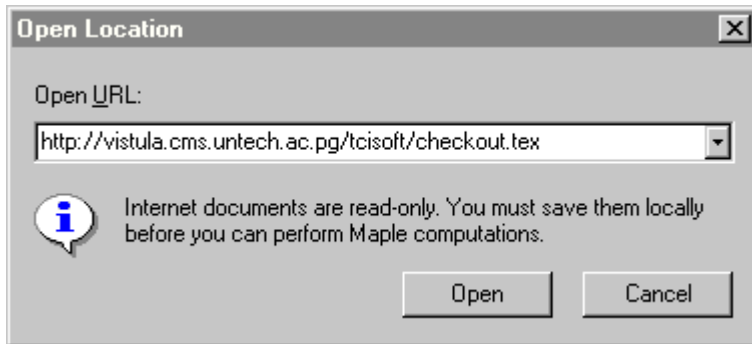 Open Location
Open URL:
http://vistula.cms.untech.ac.pg/tcisoft/checkout.tex
Internet documents are read-only. You must save them locally
before you can perform Maple computations.
Open Cancel